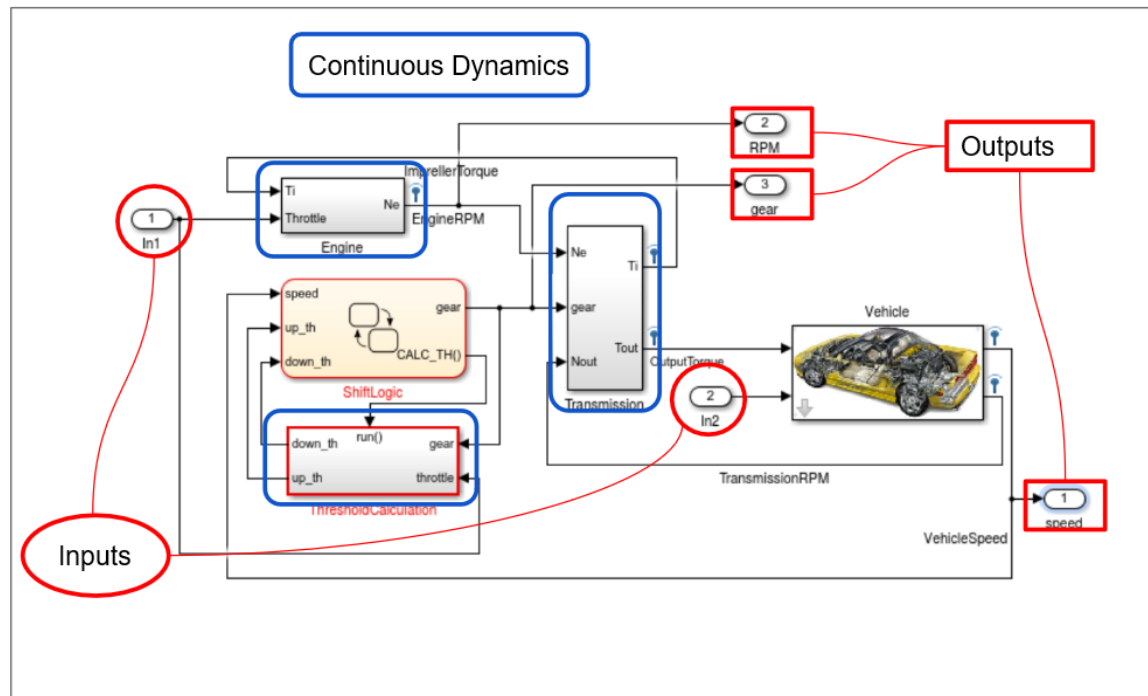 Continuous Dynamics
2
RPM
Outputs
ImprellerTorque
Ti
Ne
Throttle
EngineRPM
Engine
3
gear
1
In1
Ne
Ti
gear
Tout
Nout
OutputTorque
Transmission
speed
gear
up_th
CALC_TH()
down_th
ShiftLogic
Vehicle
2
In2
run()
down_th
gear
up_th
throttle
ThresholdCalculation
TransmissionRPM
1
speed
VehicleSpeed
Inputs